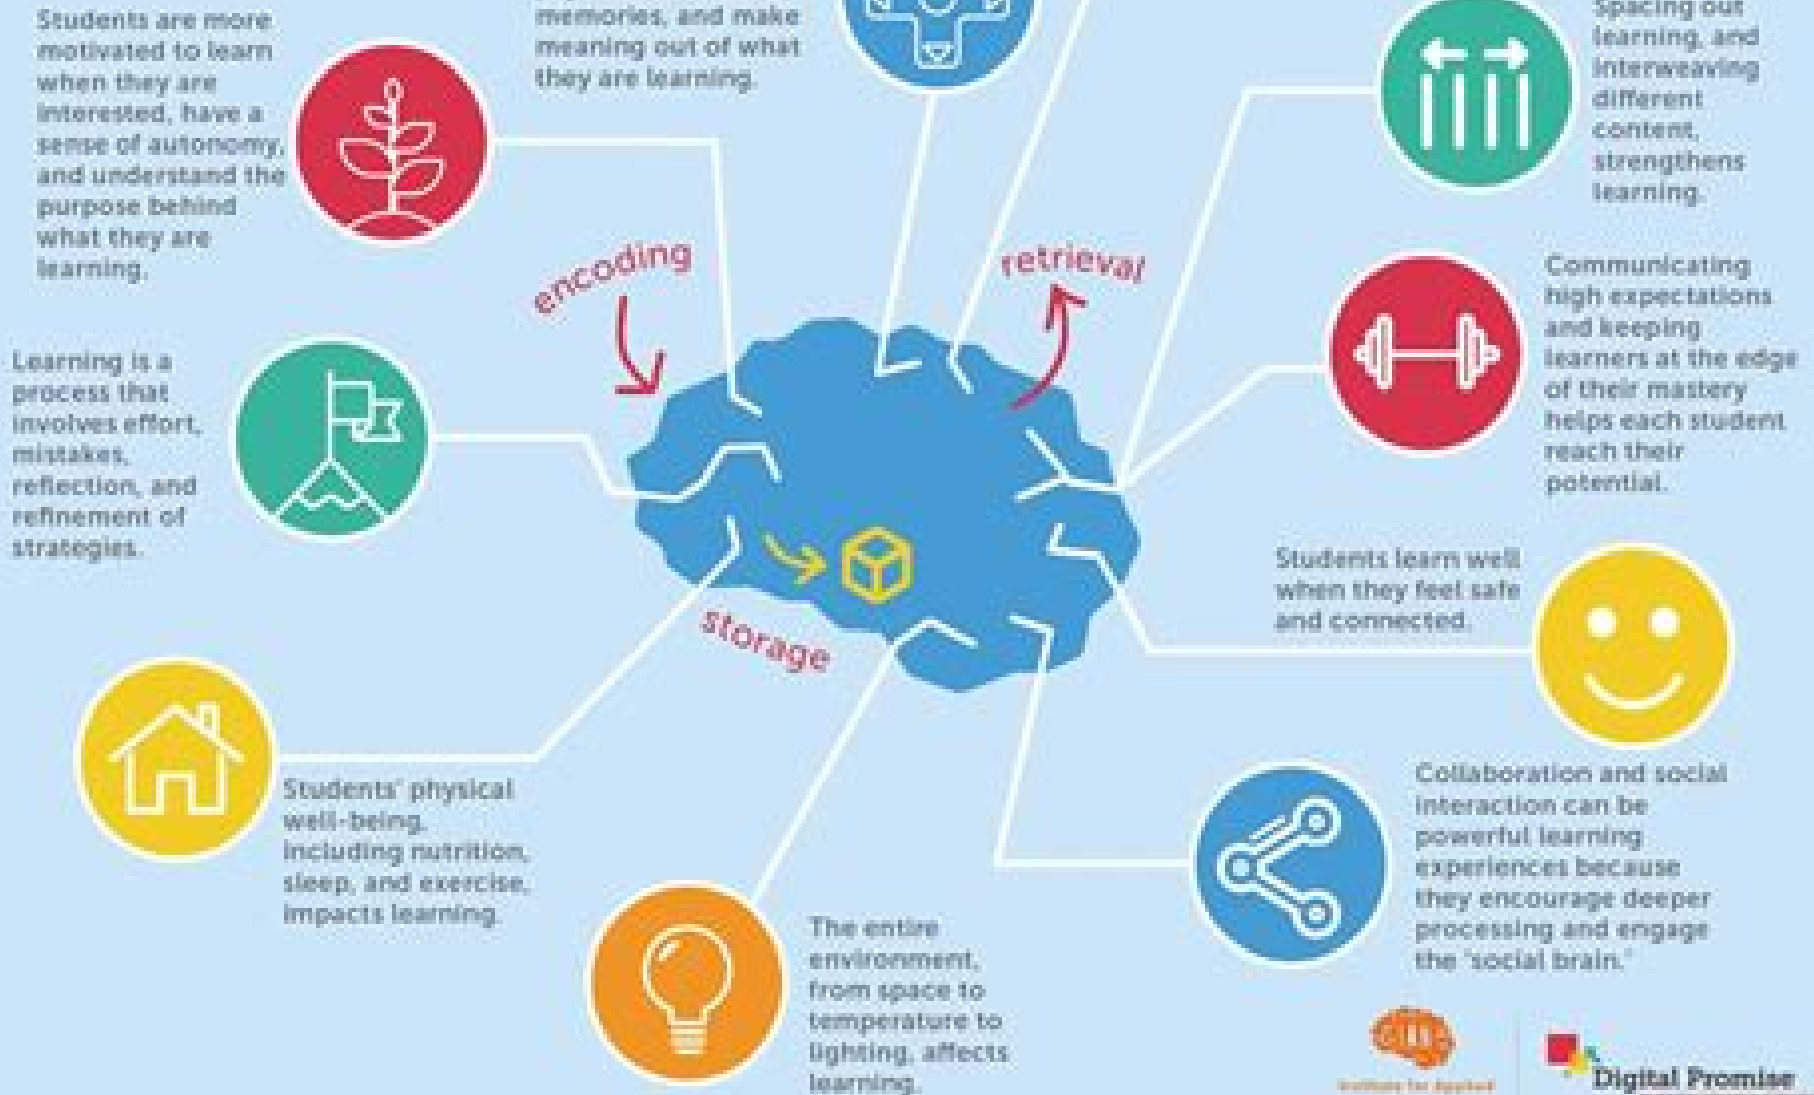 Students are more
motivated to learn
when they are
interested, have a
sense of autonomy,
and understand the
purpose behind
what they are
learning.
memories, and make
meaning out of what
they are learning.
Spacing out
learning, and
interweaving
different
content,
strengthens
learning.
encoding
retrieval
Communicating
high expectations
and keeping
learners at the edge
of their mastery
helps each student
reach their
potential.
Learning is a
process that
involves effort,
mistakes,
reflection, and
refinement of
strategies.
Students learn well
when they feel safe
and connected.
storage
Students' physical
well-being,
including nutrition,
sleep, and exercise,
impacts learning
Collaboration and social
interaction can be
powerful learning
experiences because
they encourage deeper
processing and engage
the "social brain."
The entire
environment,
from space to
temperature to
lighting, affects
learning.
Institute for Applied
Digital Promise